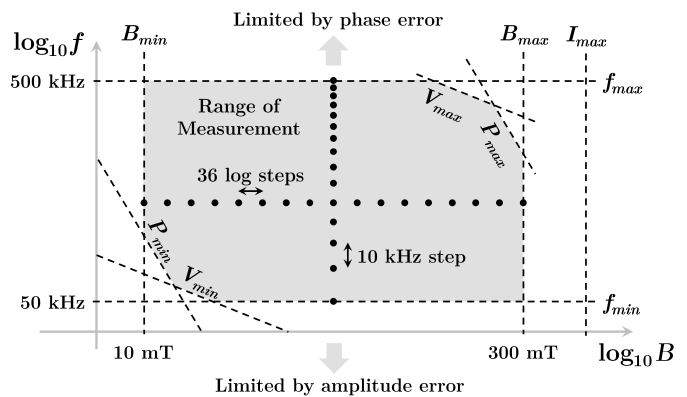 Limited by phase error
log₁₀f
Bmin
Bmax
Imax
500 kHz
fmax
Range of
Measurement
Vmax
Pmax
36 log steps
Pmin
10 kHz step
Vmin
50 kHz
fmin
10 mT
300 mT
log₁₀B
Limited by amplitude error